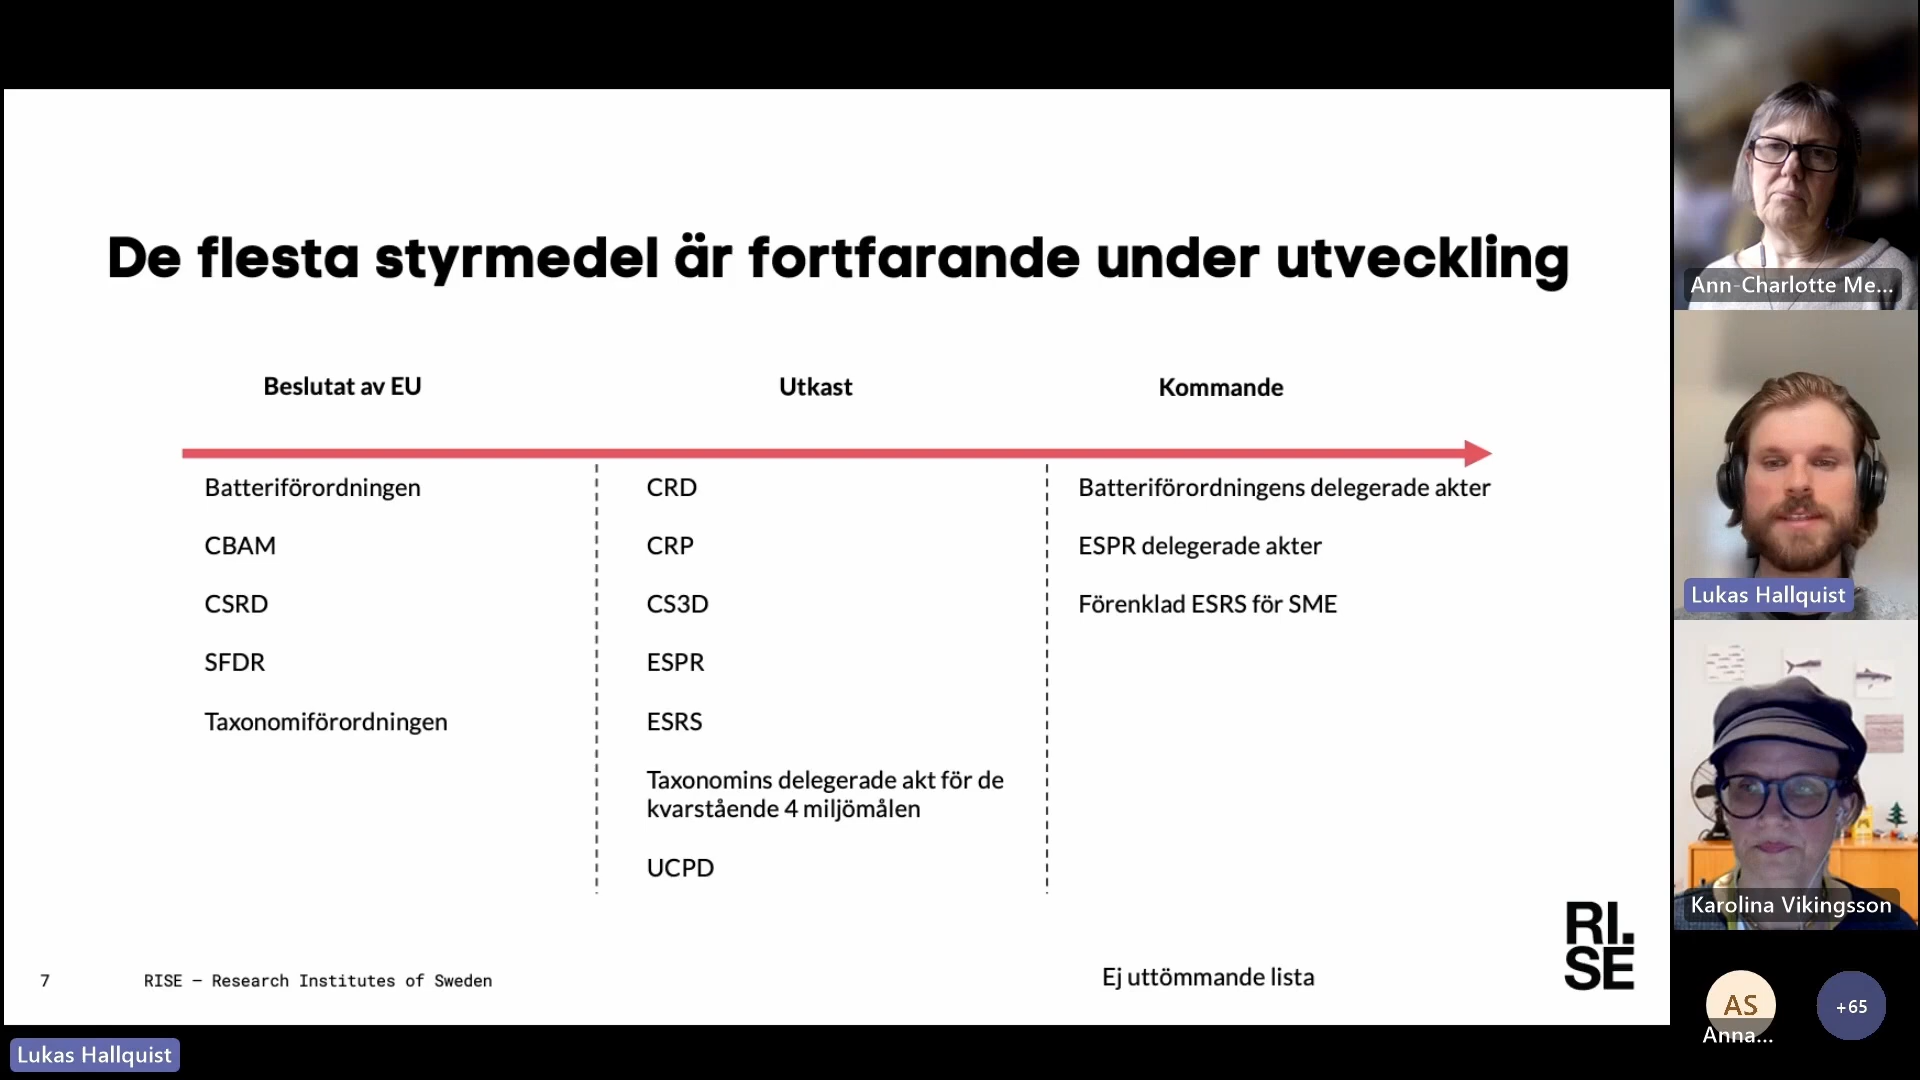 De flesta styrmedel är fortfarande under utveckling
Beslutat av EU
Utkast
Kommande
Batteriförordningen
CBAM
CSRD
SFDR
Taxonomiförordningen
CRD
CRP
CS3D
ESPR
ESRS
Taxonomins delegerade akt för de
kvarstående 4 miljömålen
UCPD
Batteriförordningens delegerade akter
ESPR delegerade akter
Förenklad ESRS för SME
7
RISE — Research Institutes of Sweden
Ej uttömmande lista
RI.
SE
Lukas Hallquist
Ann-Charlotte Me...
Lukas Hallquist
Karolina Vikingsson
AS
Anna...
+65